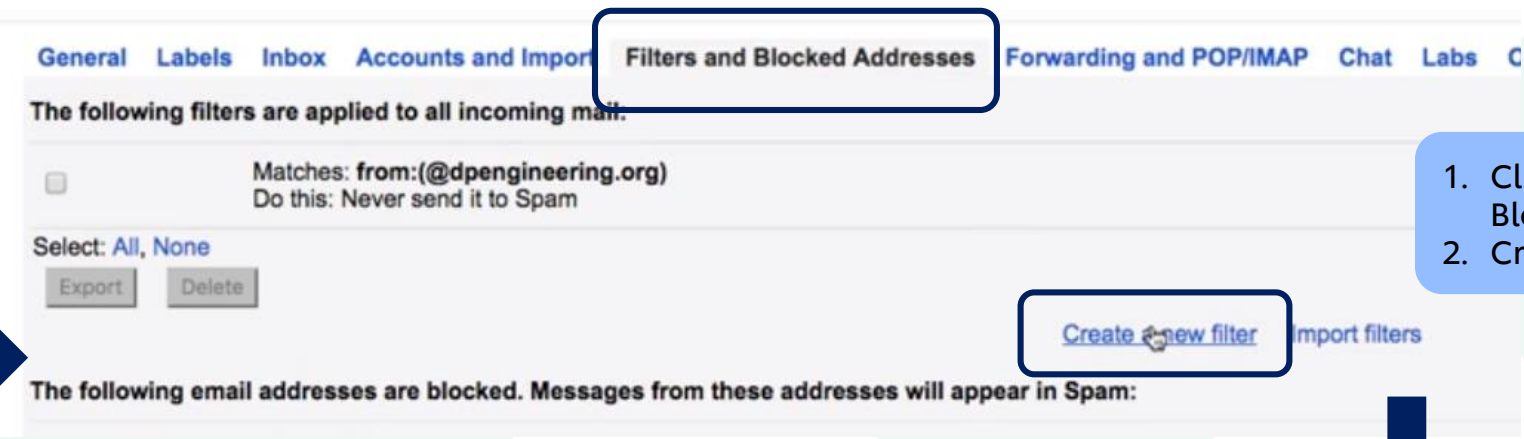 General Labels Inbox Accounts and Import Filters and Blocked Addresses Forwarding and POP/IMAP Chat Labs
The following filters are applied to all incoming mail:
Matches: from:(@dpengineering.org)
Do this: Never send it to Spam
Select: All, None
Export Delete
1.
2.
Create a new filter Import filters
The following email addresses are blocked. Messages from these addresses will appear in Spam: